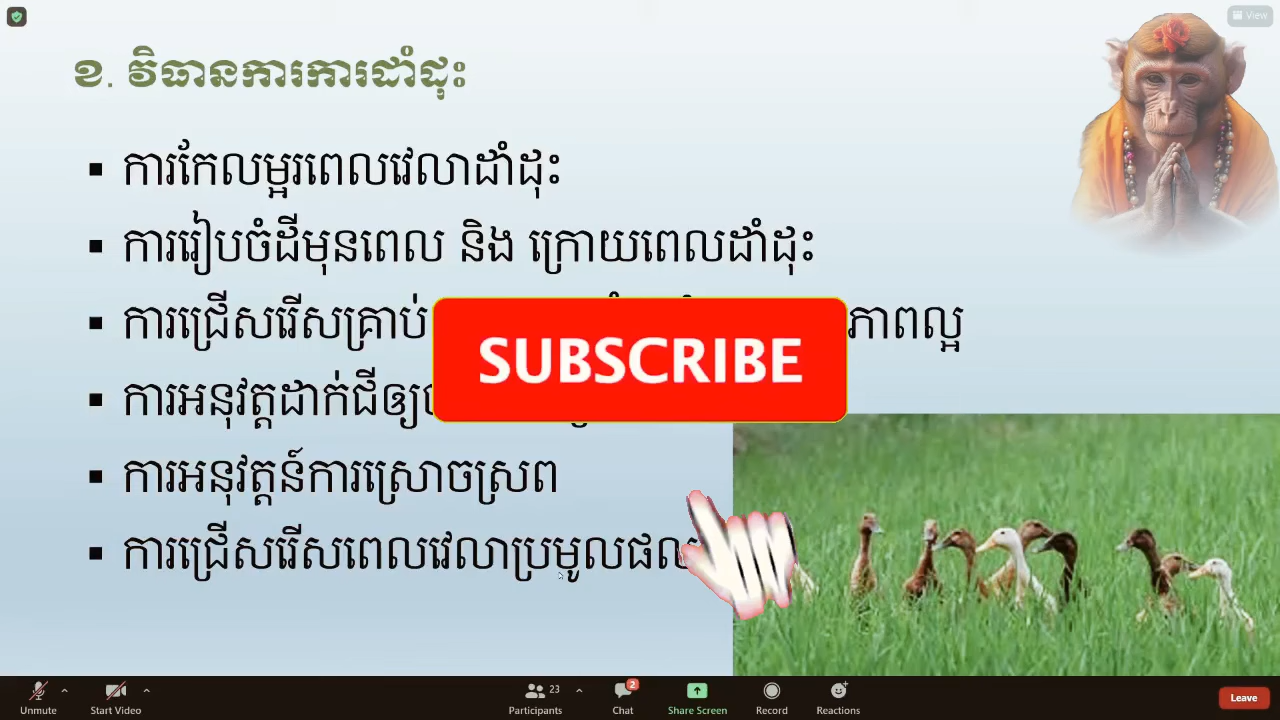 View
ខ. វិធានការការដាំដុះ
▪ ការកែលម្អរពេលវេលាដាំដុះ
▪ ការរៀបចំដីមុនពេល និង ក្រោយពេលដាំដុះ
▪ ការជ្រើសរើសគ្រាប់ ភាពល្អ
SUBSCRIBE
▪ ការអនុវត្តដាក់ជីឲ្យ
▪ ការអនុវត្តន៍ការស្រោចស្រព
▪ ការជ្រើសរើសពេលវេលាប្រមូលផល
Unmute Start Video Participants 23 Chat 2 Share Screen Record Reactions Leave